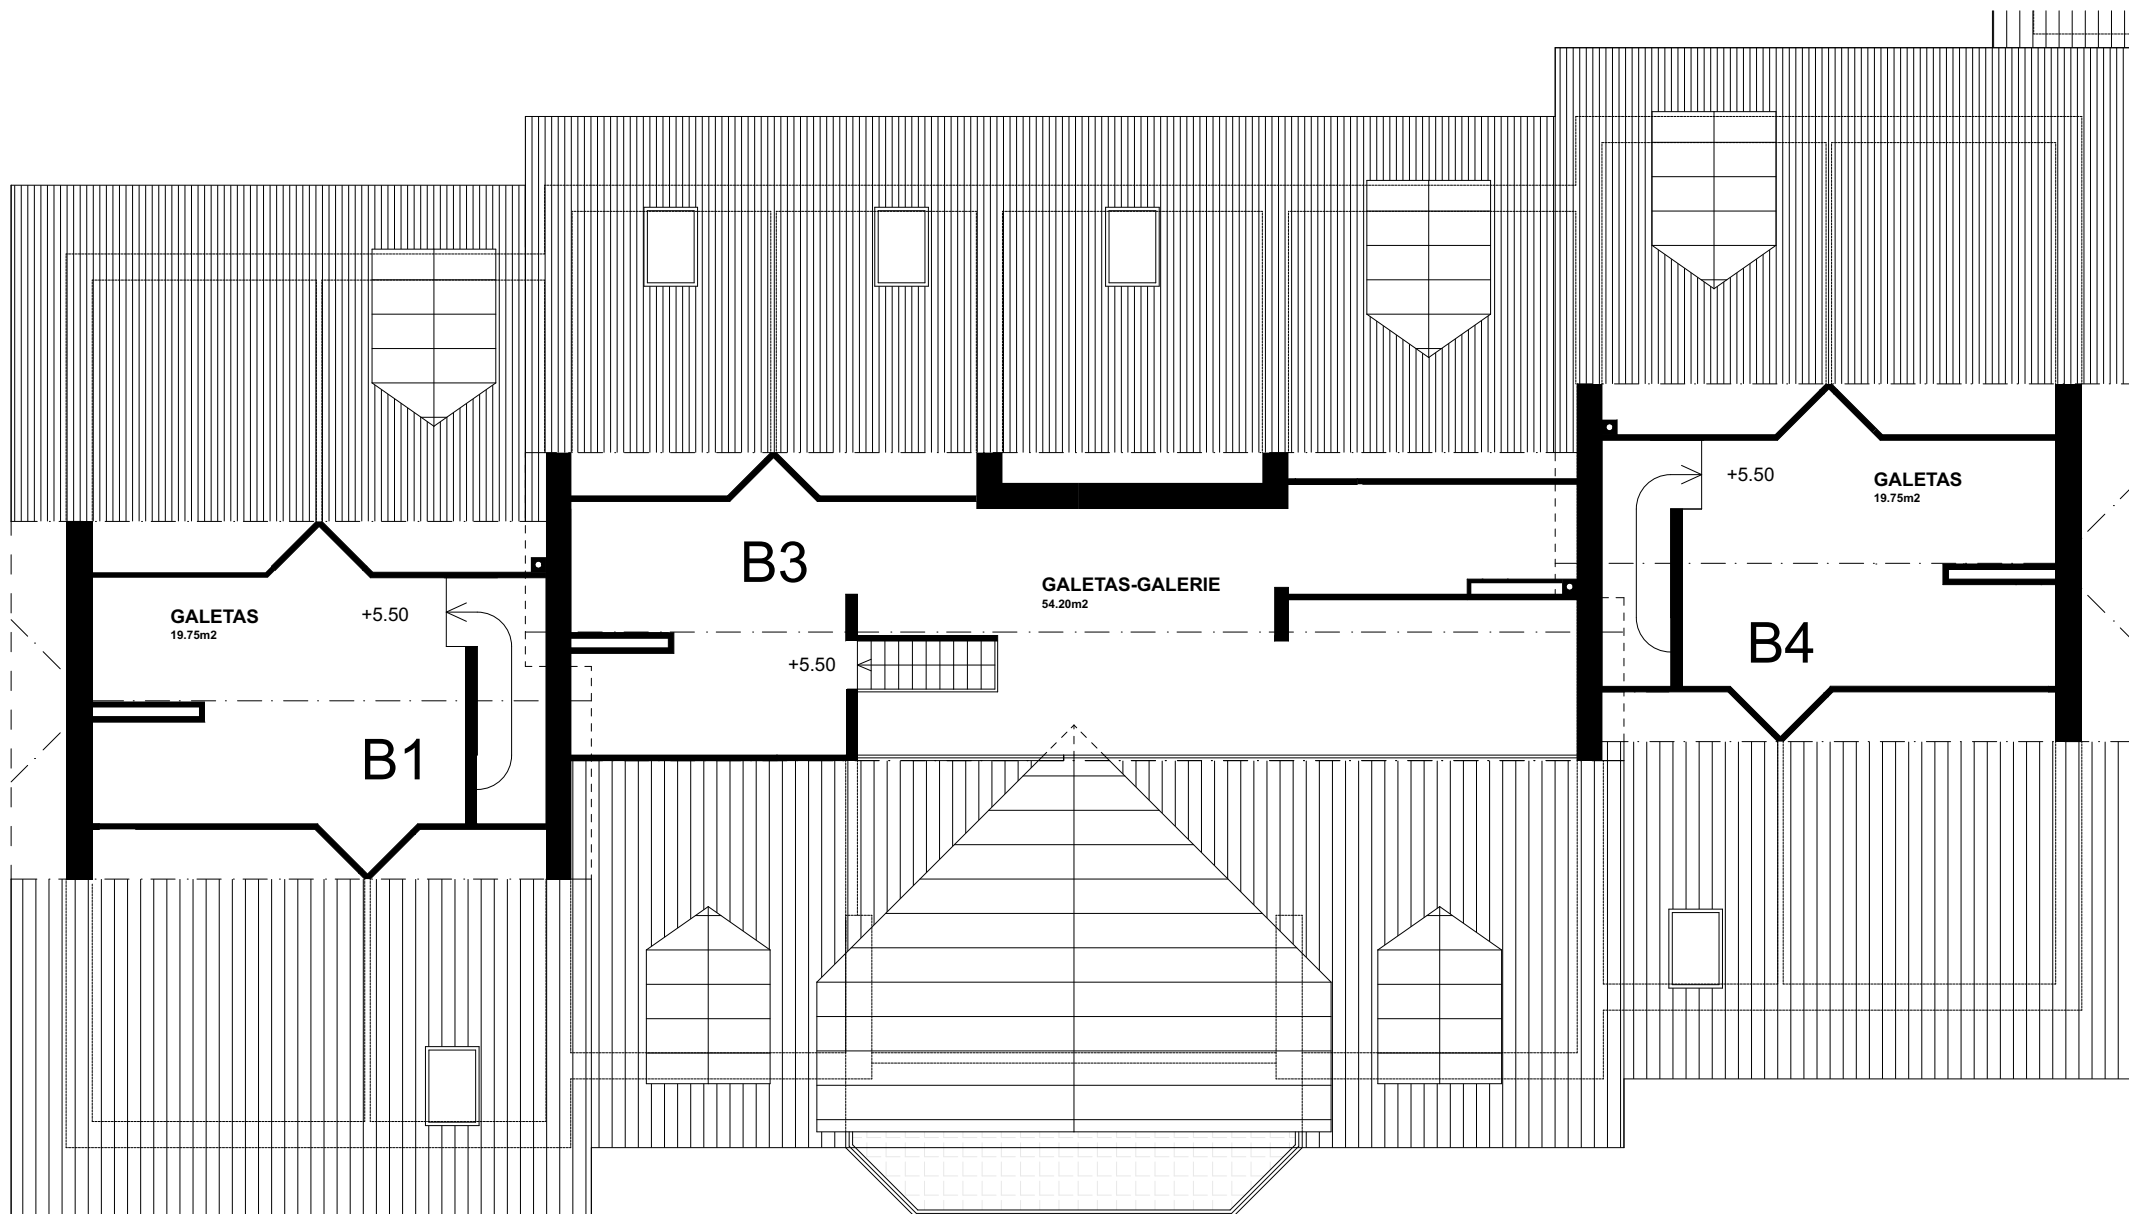 GALETAS
19.75m2
+5.50
B1
B3
+5.50
GALETAS-GALERIE
54.20m2
+5.50
GALETAS
19.75m2
B4